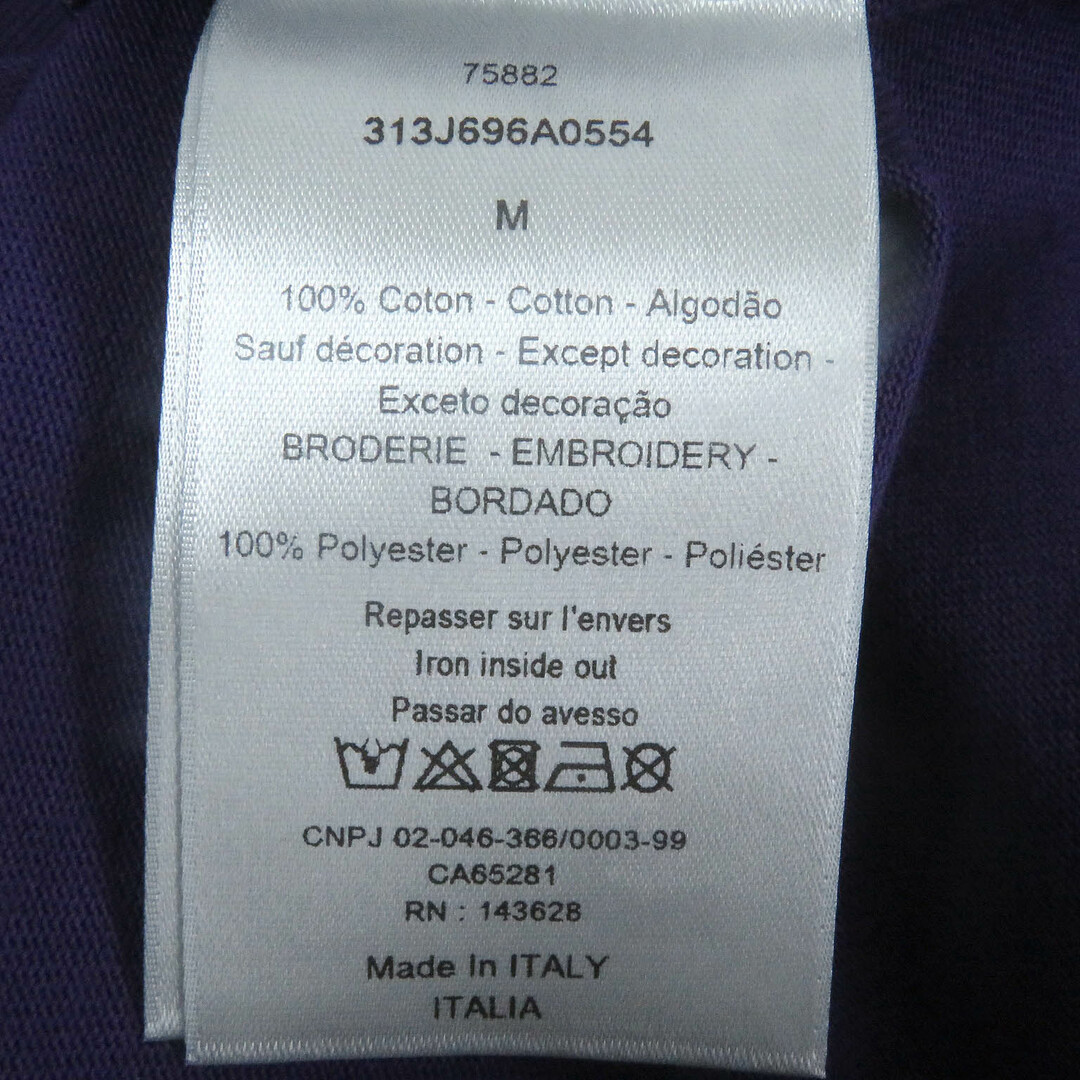 75882
313J696A0554
M
100% Coton - Cotton - Algodão
Sauf décoration - Except decoration -
Exceto decoração
BRODERIE - EMBROIDERY -
BORDADO
100% Polyester - Polyester - Poliéster
Repasser sur l'envers
Iron inside out
Passar do avesso
CNPJ 02-046-366/0003-99
CA65281
RN : 143628
Made In ITALY
ITALIA